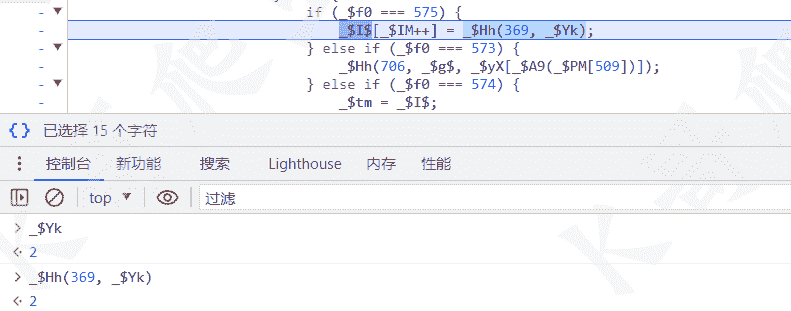 if (_$f0 === 575) {
_$I$[_$IM++] = _$Hh(369, _$Yk);
} else if (_$f0 === 573) {
_$Hh(706, _$g$, _$yX[_$A9(_$PM[509])]);
} else if (_$f0 === 574) {
_$tm = _$I$;
{} 已选择 15 个字符
控制台 新功能 搜索 Lighthouse 内存 性能
top 过滤
> _$Yk
2
> _$Hh(369, _$Yk)
2